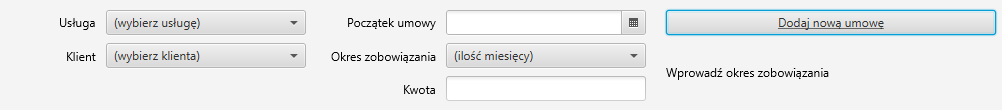 Usługa (wybierz usługę) Początek umowy Dodaj nową umowę
Klient (wybierz klienta) Okres zobowiązania (ilość miesięcy)
Wprowadź okres zobowiązania
Kwota